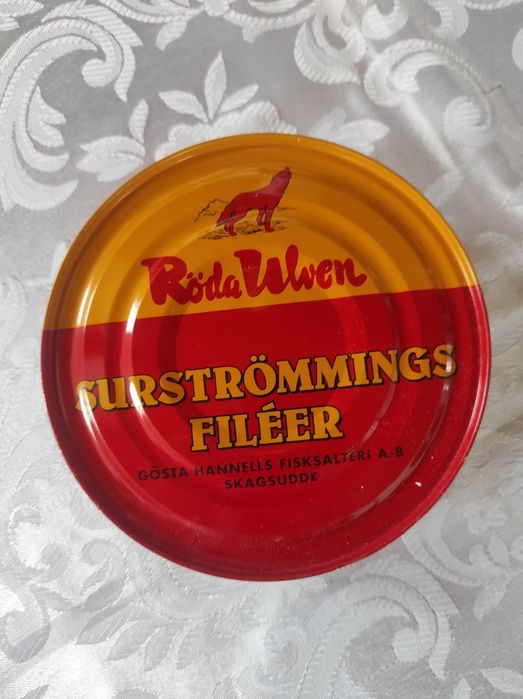 Röda Ulven
SURSTRÖMMINGS
FILÉER
GÖSTA HANNELLS FISKSALTERI A-B
SKAGSUDDE